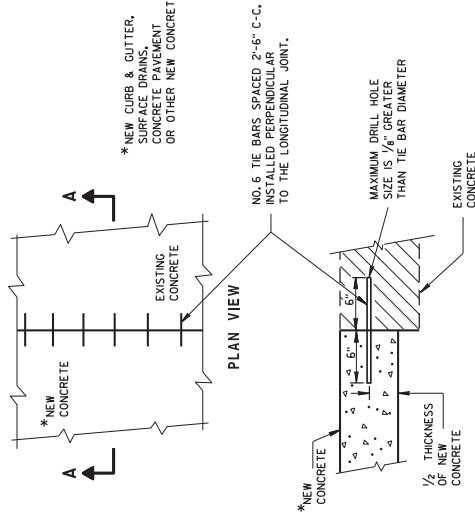 A
A
*NEW
CONCRETE
EXISTING
CONCRETE
PLAN VIEW
*NEW CURB & GUTTER,
SURFACE DRAINS,
CONCRETE PAVEMENT
OR OTHER NEW CONCRET
NO. 6 TIE BARS SPACED 2'-6" C-C,
INSTALLED PERPENDICULAR
TO THE LONGITUDINAL JOINT.
*NEW
CONCRETE
6"
6"
MAXIMUM DRILL HOLE
SIZE IS 1/8" GREATER
THAN TIE BAR DIAMETER
1/2 THICKNESS
OF NEW
CONCRETE
EXISTING
CONCRETE